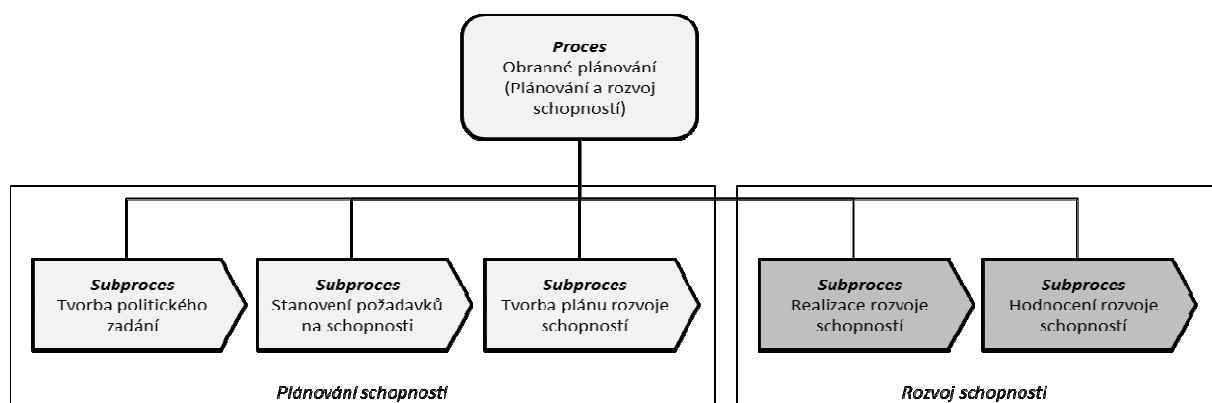 Proces
Obranné plánování
(Plánování a rozvoj
schopností)
Subproces
Tvorba politického
zadání
Subproces
Stanovení požadavků
na schopnosti
Subproces
Tvorba plánu rozvoje
schopností
Subproces
Realizace rozvoje
schopností
Subproces
Hodnocení rozvoje
schopností
Plánování schopností
Rozvoj schopností